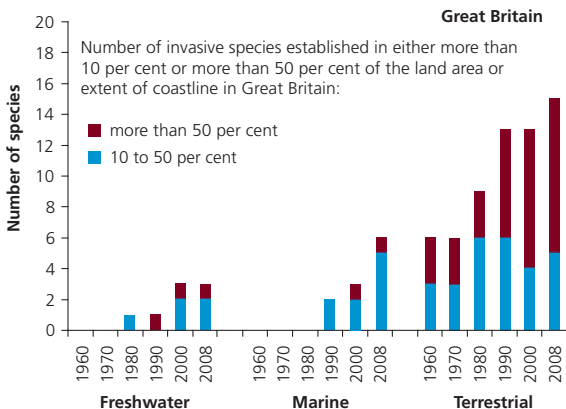 Great Britain
Number of invasive species established in either more than
10 per cent or more than 50 per cent of the land area or
extent of coastline in Great Britain:
more than 50 per cent
10 to 50 per cent
Number of species
20
18
16
14
12
10
8
6
4
2
0
1960 1970 1980 1990 2000 2008 1960 1970 1980 1990 2000 2008 1960 1970 1980 1990 2000 2008
Freshwater Marine Terrestrial